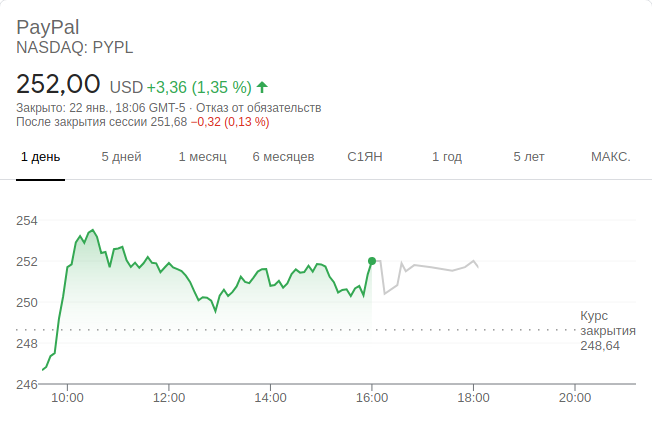 PayPal
NASDAQ: PYPL
252,00 USD +3,36 (1,35 %)
Закрыто: 22 янв., 18:06 GMT-5 · Отказ от обязательств
После закрытия сессии 251,68 −0,32 (0,13 %)
1 день 5 дней 1 месяц 6 месяцев С1ЯН 1 год 5 лет МАКС.
254
252
250
Курс
закрытия
248,64
248
246
10:00 12:00 14:00 16:00 18:00 20:00